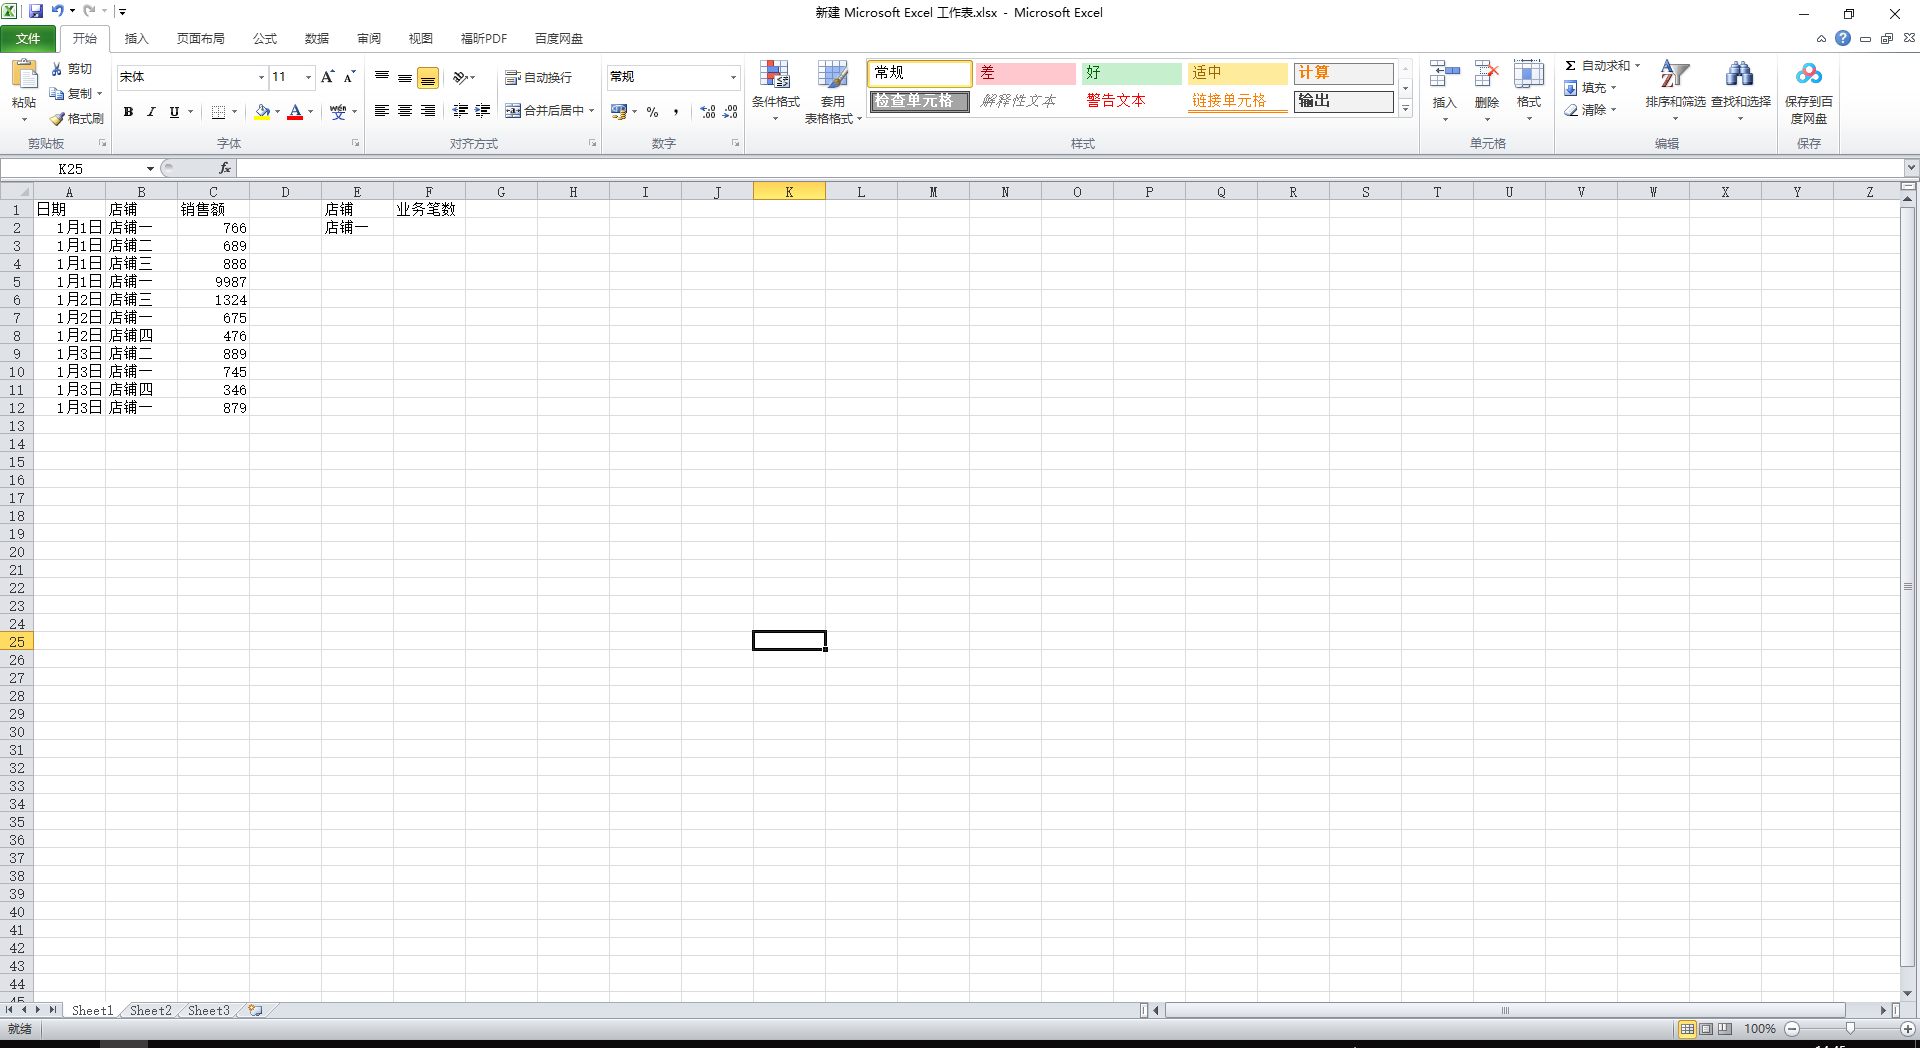 新建 Microsoft Excel 工作表.xlsx - Microsoft Excel
文件 开始 插入 页面布局 公式 数据 审阅 视图 福昕PDF 百度网盘
粘贴 剪切 复制 格式刷 剪贴板
宋体 11 B I U 字体
自动换行 合并后居中 对齐方式
常规 % , 数字
条件格式 套用表格格式
常规 差 好 适中 计算
检查单元格 解释性文本 警告文本 链接单元格 输出
样式
插入 删除 格式 单元格
Σ 自动求和 填充 清除 排序和筛选 查找和选择 编辑
保存到百度网盘 保存
K25 fx
A B C D E F G H I J K L M N O P Q R S T U V W X Y Z
1 日期 店铺 销售额 店铺 业务笔数
2 1月1日 店铺一 766 店铺一
3 1月1日 店铺二 689
4 1月1日 店铺三 888
5 1月1日 店铺一 9987
6 1月2日 店铺三 1324
7 1月2日 店铺一 675
8 1月2日 店铺四 476
9 1月3日 店铺二 889
10 1月3日 店铺一 745
11 1月3日 店铺四 346
12 1月3日 店铺一 879
13
14
15
16
17
18
19
20
21
22
23
24
25
26
27
28
29
30
31
32
33
34
35
36
37
38
39
40
41
42
43
44
45
Sheet1 Sheet2 Sheet3
就绪 100%